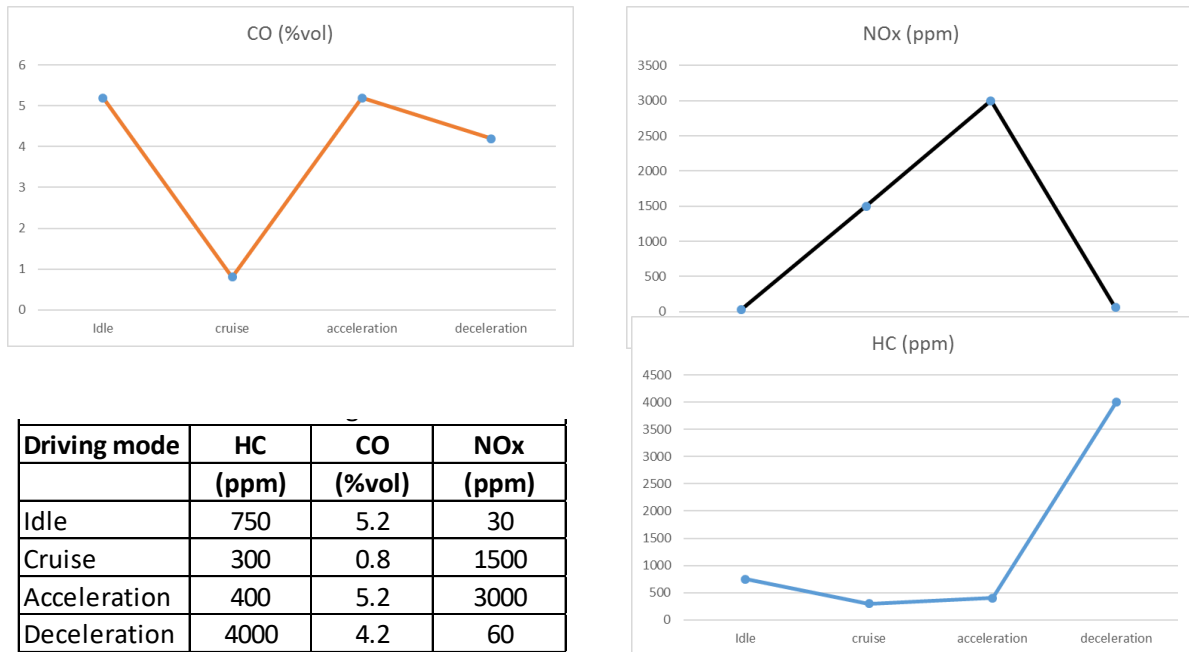 CO (%vol)
6
5
4
3
2
1
0
Idle cruise acceleration deceleration
NOx (ppm)
3500
3000
2500
2000
1500
1000
500
0
HC (ppm)
4500
4000
3500
3000
2500
2000
1500
1000
500
0
Idle cruise acceleration deceleration
Driving mode HC CO NOx
(ppm) (%vol) (ppm)
Idle 750 5.2 30
Cruise 300 0.8 1500
Acceleration 400 5.2 3000
Deceleration 4000 4.2 60